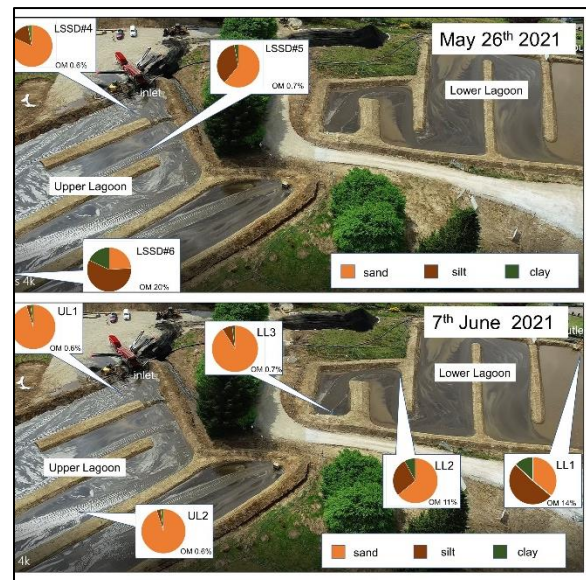 LSSD#4
OM 0.6%
LSSD#5
OM 0.7%
May 26th 2021
inlet
Lower Lagoon
Upper Lagoon
LSSD#6
OM 20%
s 4k
sand silt clay
UL1
OM 0.6%
LL3
OM 0.7%
7th June 2021
inlet
Lower Lagoon
Upper Lagoon
LL2
OM 11%
LL1
OM 14%
UL2
OM 0.6%
4k
sand silt clay